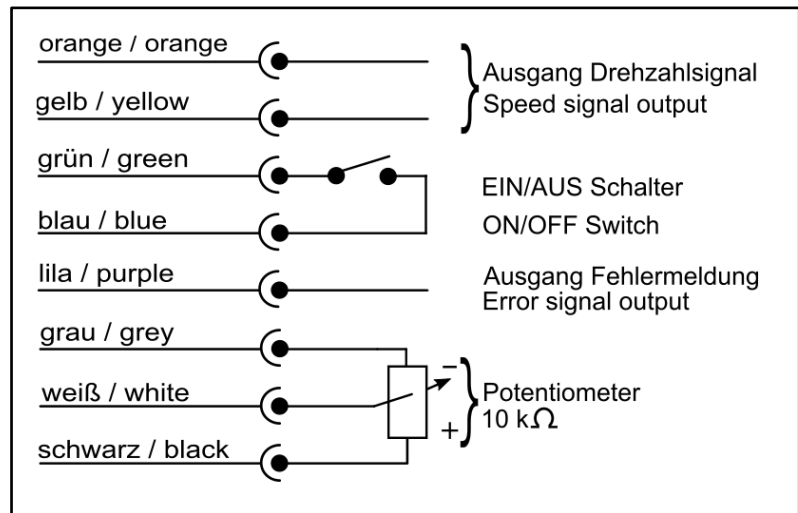 orange / orange
gelb / yellow
grün / green
blau / blue
lila / purple
grau / grey
weiß / white
schwarz / black
Ausgang Drehzahlsignal
Speed signal output
EIN/AUS Schalter
ON/OFF Switch
Ausgang Fehlermeldung
Error signal output
−
+
Potentiometer
10 kΩ